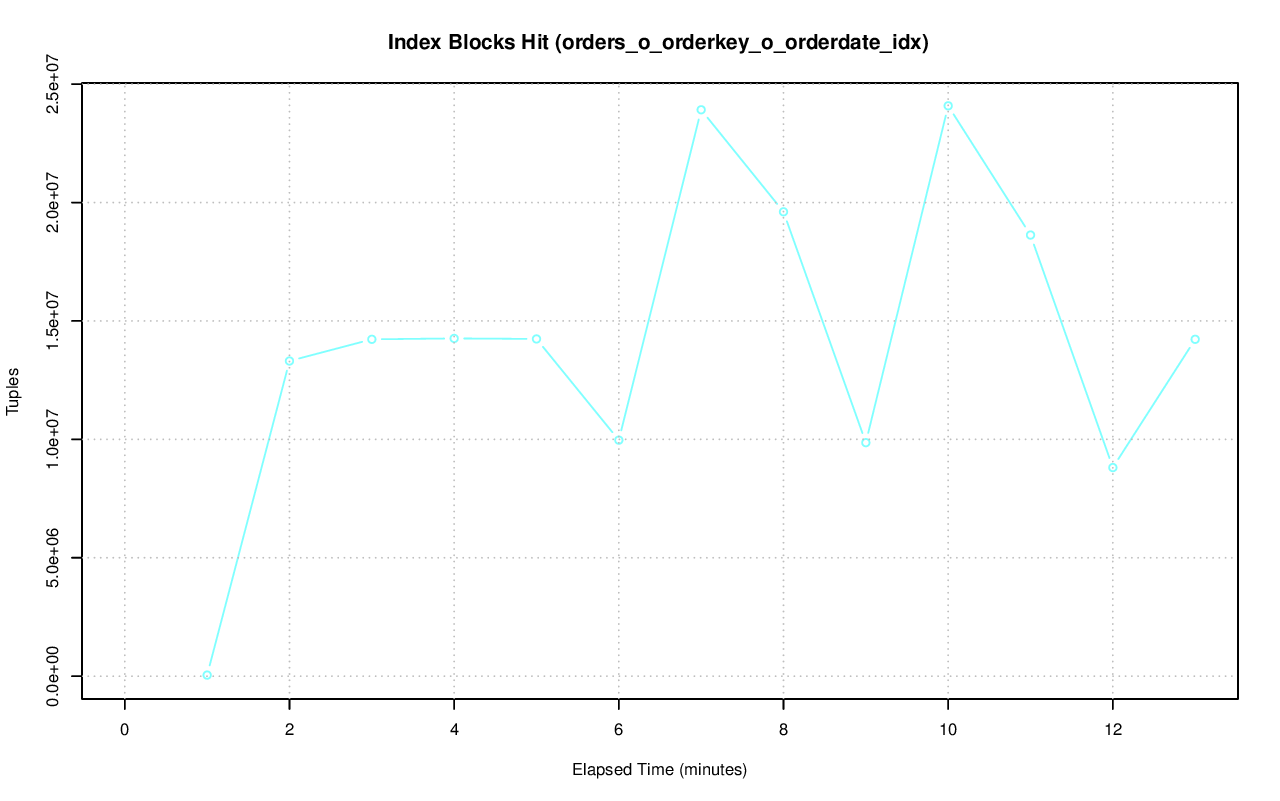 Index Blocks Hit (orders_o_orderkey_o_orderdate_idx)
2.5e+07
2.0e+07
1.5e+07
1.0e+07
5.0e+06
0.0e+00
Tuples
0 2 4 6 8 10 12
Elapsed Time (minutes)